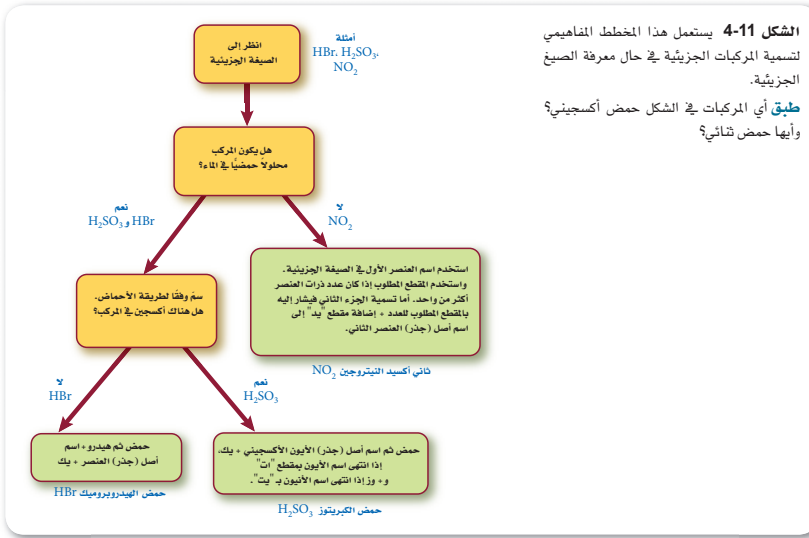 الشكل 11-4 يستعمل هذا المخطط المفاهيمي
لتسمية المركبات الجزيئية في حال معرفة الصيغ
الجزيئية.
طبق أي المركبات في الشكل حمض أكسجيني؟
وأيها حمض ثنائي؟
أمثلة
HBr، H₂SO₃،
NO₂
انظر إلى
الصيغة الجزيئية
هل يكون المركب
محلولاً حمضيًّا في الماء؟
نعم
HBr و H₂SO₃
لا
NO₂
استخدم اسم العنصر الأول في الصيغة الجزيئية.
واستخدم المقطع المطلوب إذا كان عدد ذرات العنصر
أكثر من واحد. أما تسمية الجزء الثاني فيشار إليه
بالمقطع المطلوب للعدد + إضافة مقطع "يد" إلى
اسم أصل (جذر) العنصر الثاني.
ثاني أكسيد النيتروجين NO₂
سمِّ وفقًا لطريقة الأحماض.
هل هناك أكسجين في المركب؟
لا
HBr
نعم
H₂SO₃
حمض ثم هيدرو+ اسم
أصل (جذر) العنصر + يك
حمض الهيدروبروميك HBr
حمض ثم اسم أصل (جذر) الأيون الأكسجيني + يك،
إذا انتهى اسم الأيون بمقطع "ات"
و+ وز إذا انتهى اسم الأنيون بـ "يت".
حمض الكبريتوز H₂SO₃